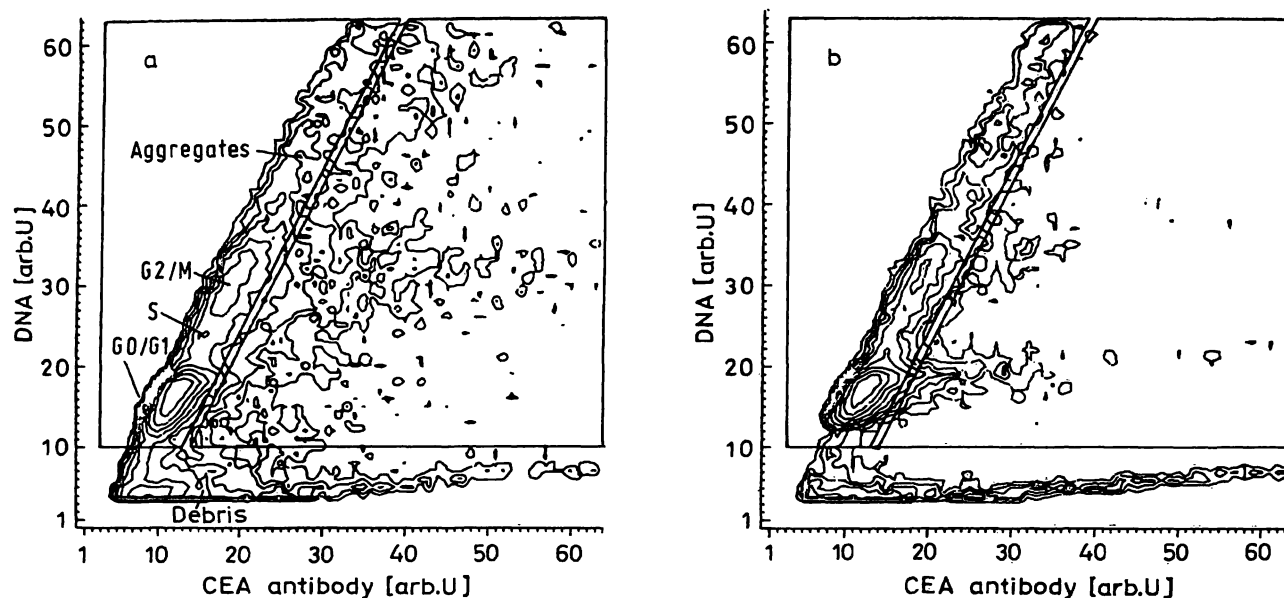 a
60
50
40
30
20
10
1
DNA [arb.U]
Aggregates
G2/M
S
G0/G1
Débris
1 10 20 30 40 50 60
CEA antibody [arb.U]
b
60
50
40
30
20
10
1
DNA [arb.U]
1 10 20 30 40 50 60
CEA antibody [arb.U]